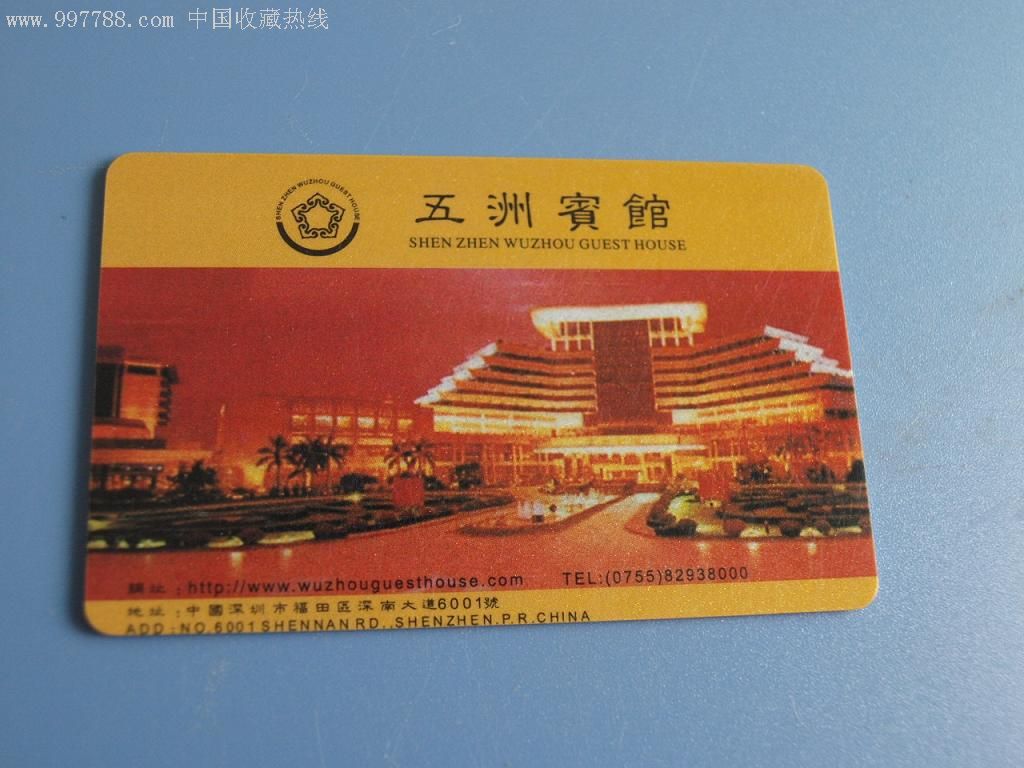 www.997788.com 中国收藏热线
SHEN ZHEN WUZHOU GUEST HOUSE
五洲賓館
SHEN ZHEN WUZHOU GUEST HOUSE
網址:http://www.wuzhouguesthouse.com TEL:(0755)82938000
地址:中國深圳市福田區深南大道6001號
ADD:NO.6001 SHENNAN RD.,SHENZHEN.P.R.CHINA